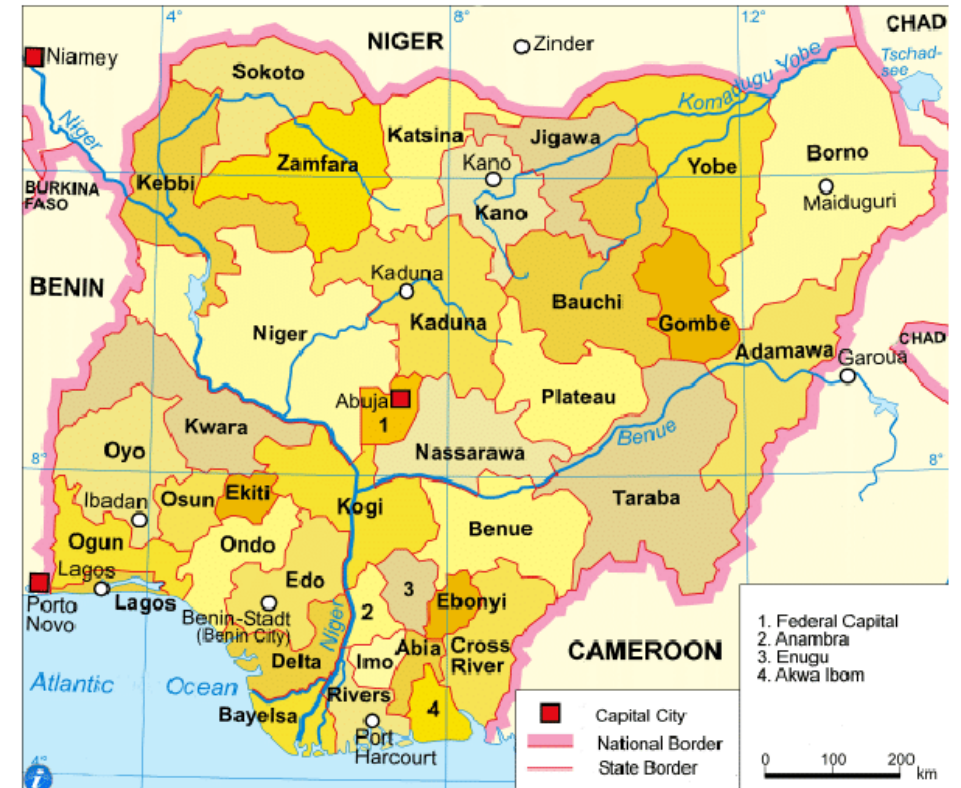 4°
8°
12°
CHAD
NIGER
Zinder
Niamey
Tschad-
see
Sokoto
Komadugu Yobe
Niger
Katsina
Jigawa
Zamfara
Kano
Yobe
Borno
BURKINA
FASO
Kebbi
Maiduguri
Kano
BENIN
Kaduna
Bauchi
Niger
Kaduna
Gombe
CHAD
Adamawa
Garoua
Abuja
1
Plateau
Kwara
Benue
Oyo
Nassarawa
8°
8°
Ibadan
Osun
Ekiti
Kogi
Taraba
Benue
Ogun
Ondo
Lagos
Edo
3
Porto
Novo
Lagos
Ebonyi
Benin-Stadt
(Benin City)
Niger
2
1. Federal Capital
2. Anambra
3. Enugu
4. Akwa Ibom
Abia
Cross
River
CAMEROON
Delta
Imo
Atlantic Ocean
Rivers
Bayelsa
4
Port
Harcourt
Capital City
National Border
State Border
0 100 200
km
4°
i